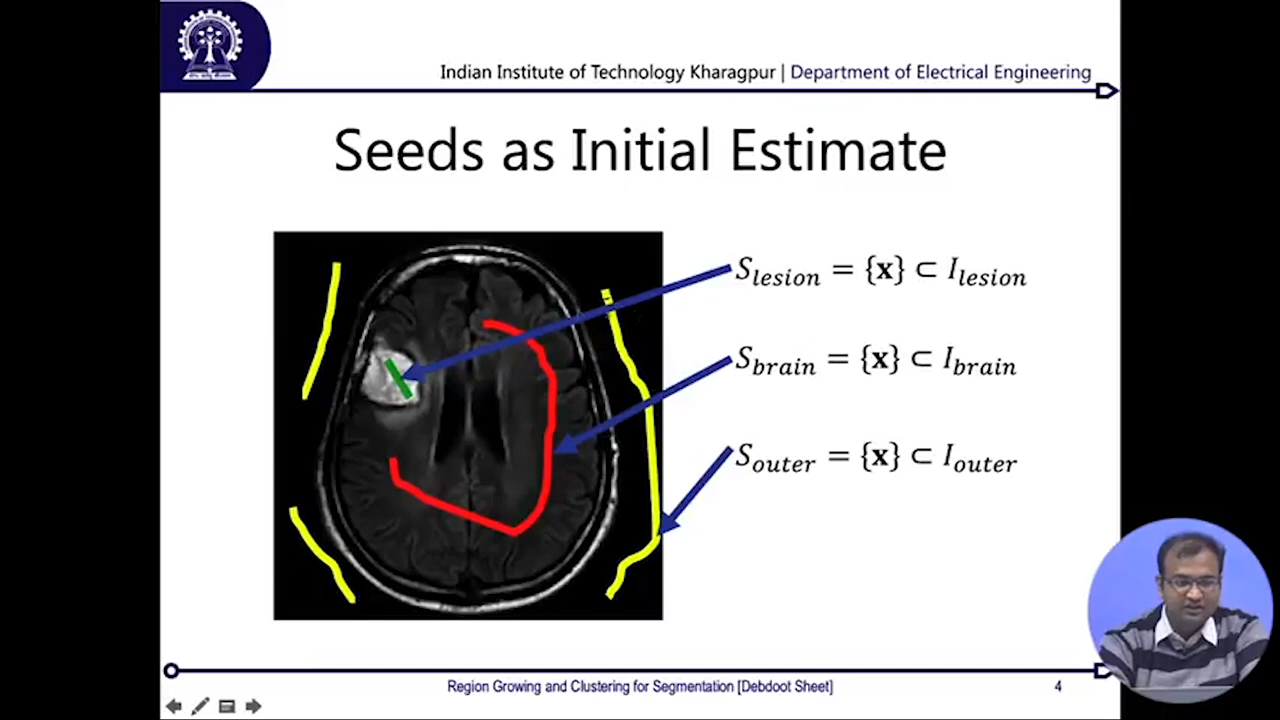 Indian Institute of Technology Kharagpur | Department of Electrical Engineering
Seeds as Initial Estimate
S_lesion = {x} ⊂ I_lesion
S_brain = {x} ⊂ I_brain
S_outer = {x} ⊂ I_outer
Region Growing and Clustering for Segmentation [Debdoot Sheet]
4